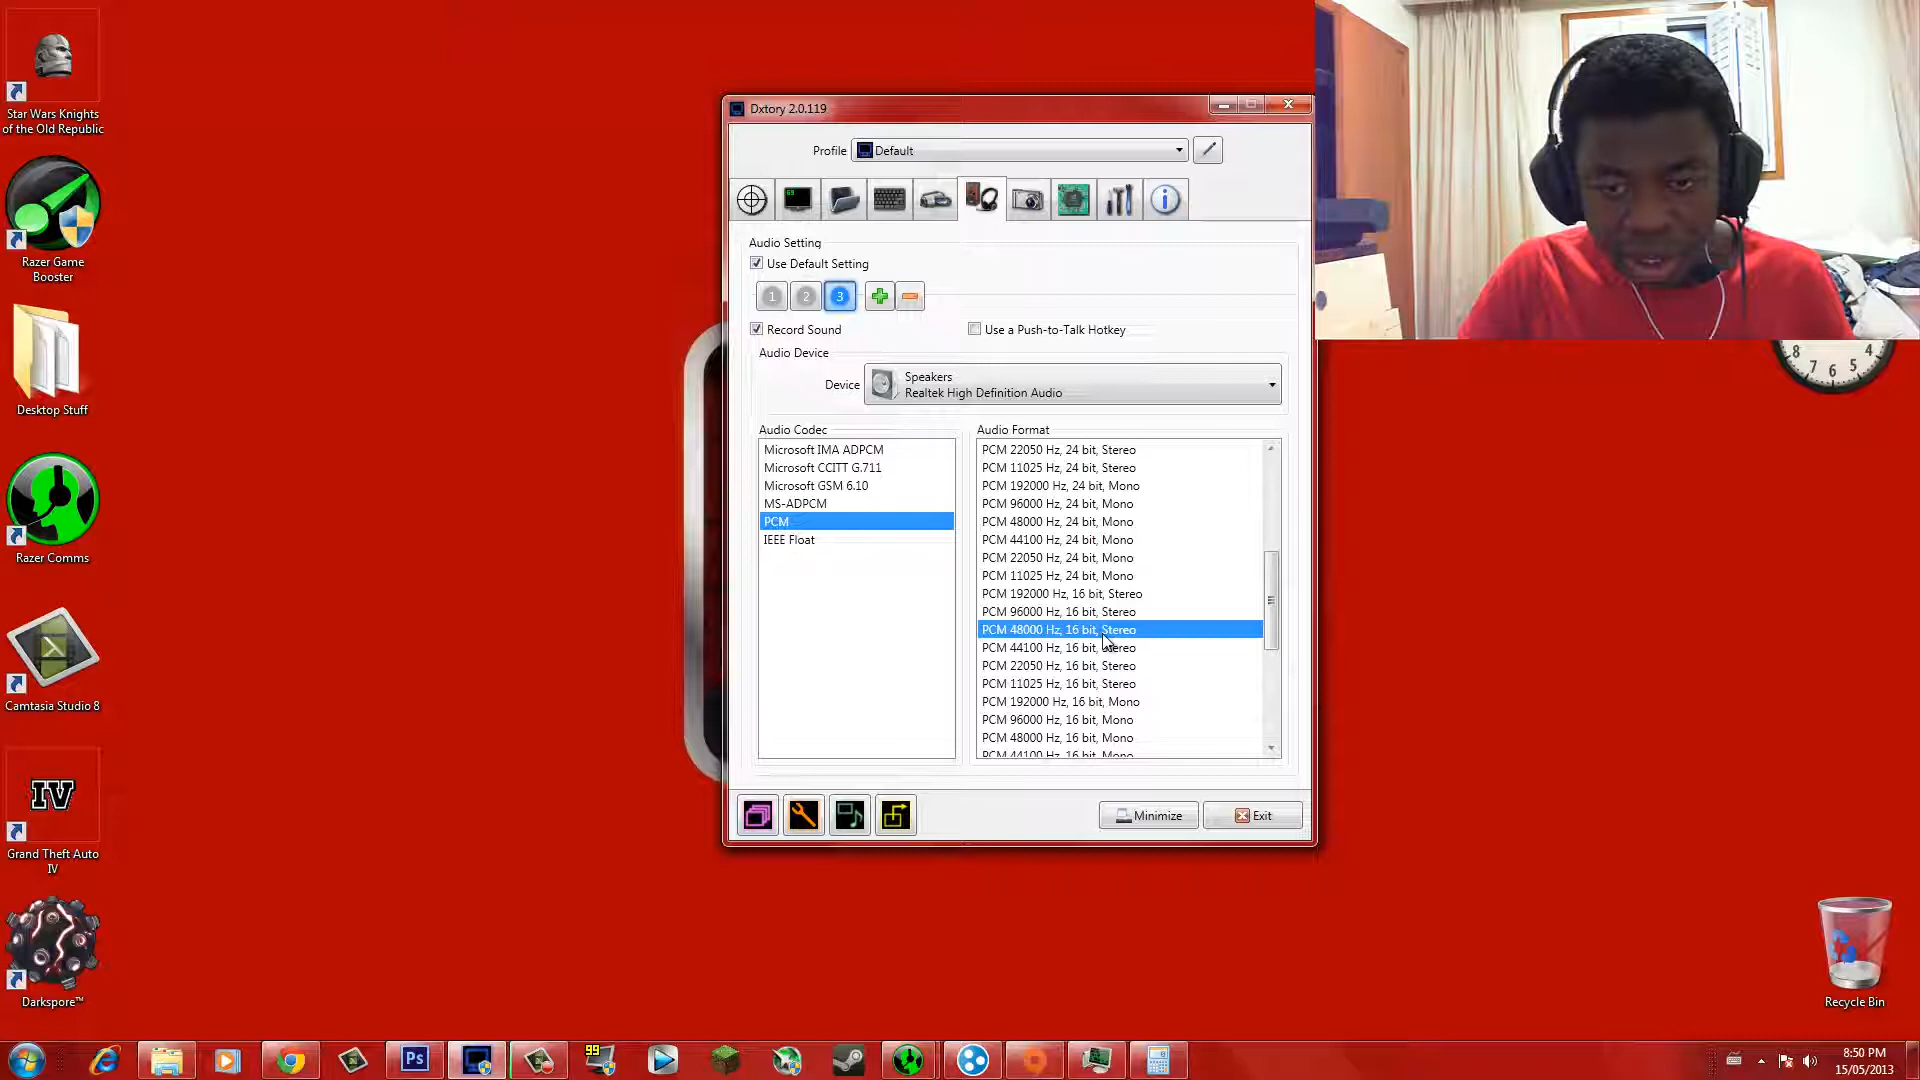 Star Wars Knights
of the Old Republic
Razer Game
Booster
Desktop Stuff
Razer Comms
Camtasia Studio 8
IV
Grand Theft Auto
IV
Darkspore™
Dxtory 2.0.119
Profile
Default
Audio Setting
Use Default Setting
1
2
3
Record Sound
Use a Push-to-Talk Hotkey
Audio Device
Device
Speakers
Realtek High Definition Audio
Audio Codec
Microsoft IMA ADPCM
Microsoft CCITT G.711
Microsoft GSM 6.10
MS-ADPCM
PCM
IEEE Float
Audio Format
PCM 22050 Hz, 24 bit, Stereo
PCM 11025 Hz, 24 bit, Stereo
PCM 192000 Hz, 24 bit, Mono
PCM 96000 Hz, 24 bit, Mono
PCM 48000 Hz, 24 bit, Mono
PCM 44100 Hz, 24 bit, Mono
PCM 22050 Hz, 24 bit, Mono
PCM 11025 Hz, 24 bit, Mono
PCM 192000 Hz, 16 bit, Stereo
PCM 96000 Hz, 16 bit, Stereo
PCM 48000 Hz, 16 bit, Stereo
PCM 44100 Hz, 16 bit, Stereo
PCM 22050 Hz, 16 bit, Stereo
PCM 11025 Hz, 16 bit, Stereo
PCM 192000 Hz, 16 bit, Mono
PCM 96000 Hz, 16 bit, Mono
PCM 48000 Hz, 16 bit, Mono
PCM 44100 Hz, 16 bit, Mono
Minimize
Exit
8 7 6 5 4
Recycle Bin
Ps
99
8:50 PM
15/05/2013